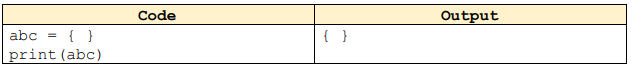 Code Output
abc = { } { }
print(abc)